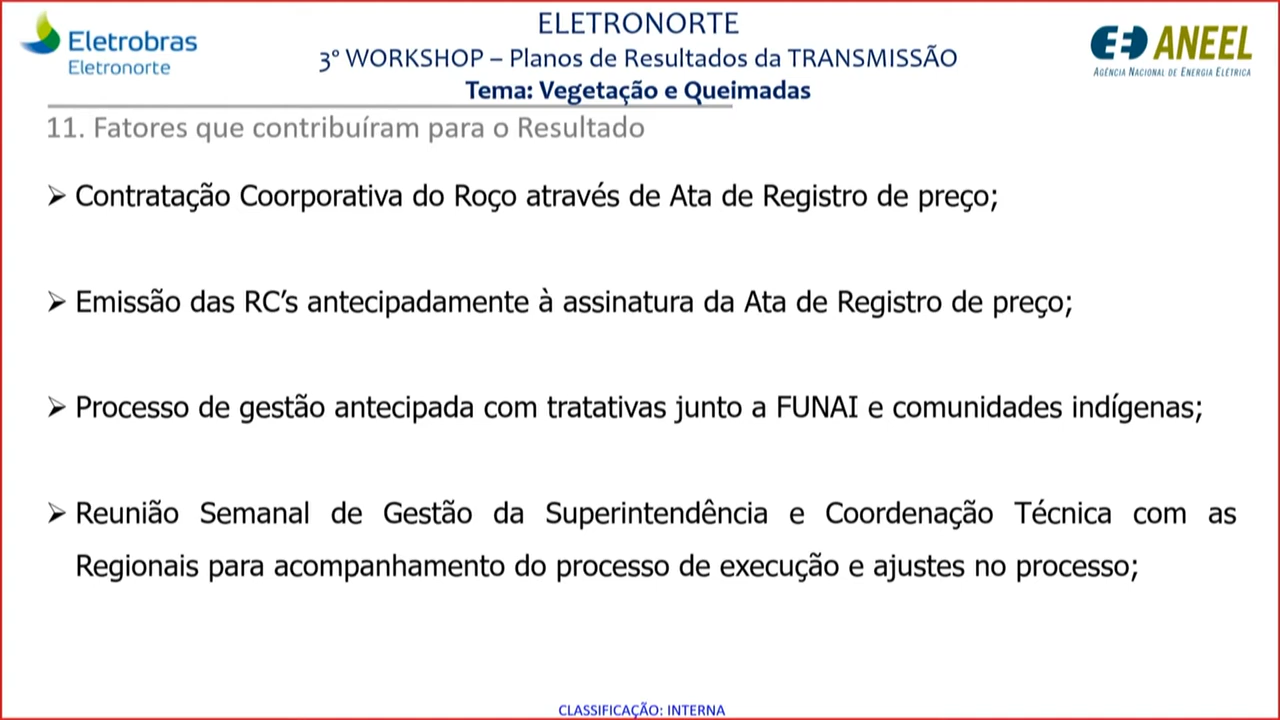 Eletrobras
Eletronorte
ELETRONORTE
3º WORKSHOP – Planos de Resultados da TRANSMISSÃO
Tema: Vegetação e Queimadas
ANEEL
AGÊNCIA NACIONAL DE ENERGIA ELÉTRICA
11. Fatores que contribuíram para o Resultado
➢ Contratação Coorporativa do Roço através de Ata de Registro de preço;
➢ Emissão das RC’s antecipadamente à assinatura da Ata de Registro de preço;
➢ Processo de gestão antecipada com tratativas junto a FUNAI e comunidades indígenas;
➢ Reunião Semanal de Gestão da Superintendência e Coordenação Técnica com as
Regionais para acompanhamento do processo de execução e ajustes no processo;
CLASSIFICAÇÃO: INTERNA